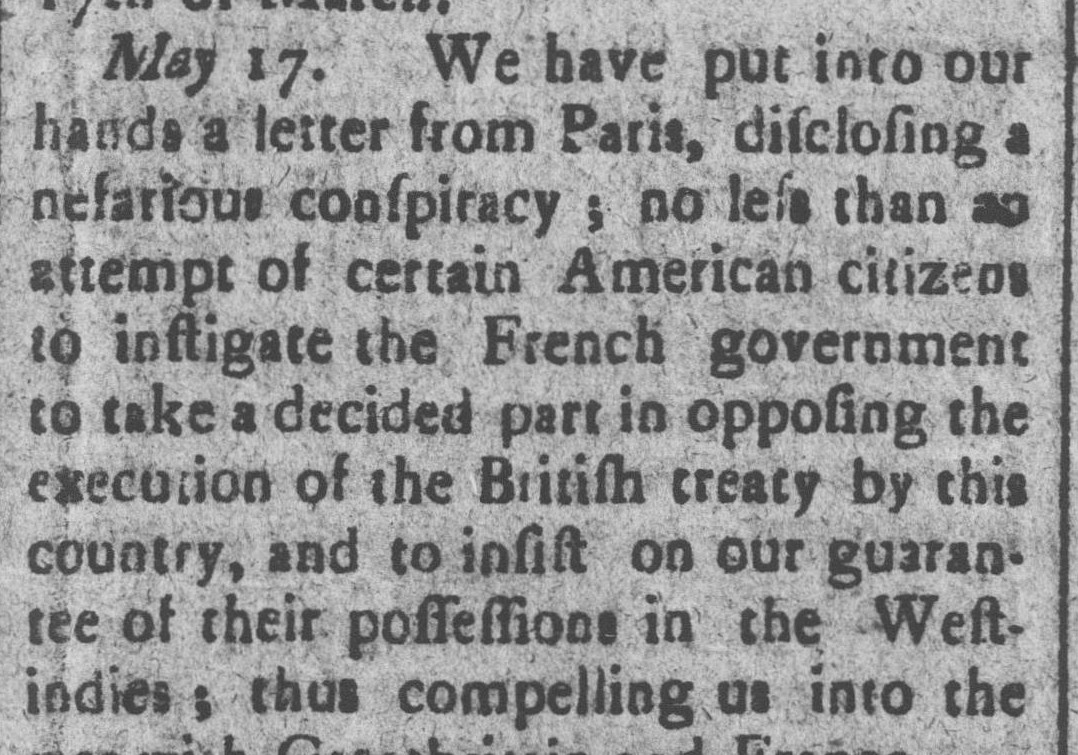 17th of March.
May 17. We have put into our
hands a letter from Paris, diſcloſing a
nefarious conſpiracy ; no leſs than an
attempt of certain American citizens
to inſtigate the French government
to take a decided part in oppoſing the
execution of the Britiſh treaty by this
country, and to inſiſt on our guaran-
tee of their poſſeſſions in the Weſt-
indies ; thus compelling us into the